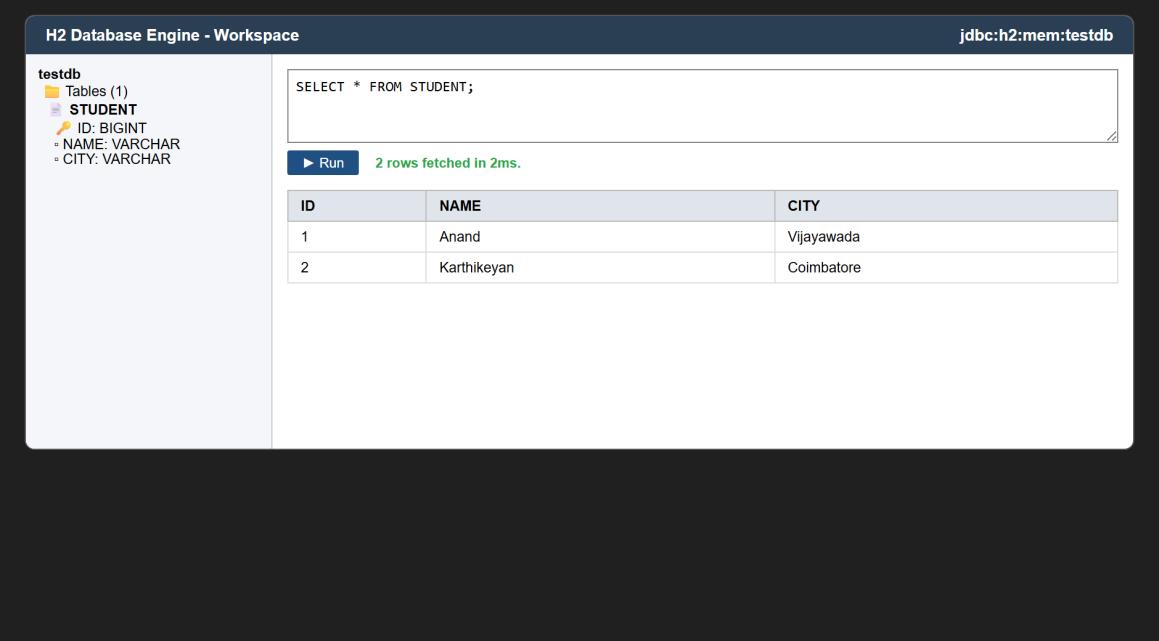 H2 Database Engine - Workspace
jdbc:h2:mem:testdb
testdb
Tables (1)
STUDENT
ID: BIGINT
▫ NAME: VARCHAR
▫ CITY: VARCHAR
SELECT * FROM STUDENT;
▶ Run
2 rows fetched in 2ms.
ID NAME CITY
1 Anand Vijayawada
2 Karthikeyan Coimbatore